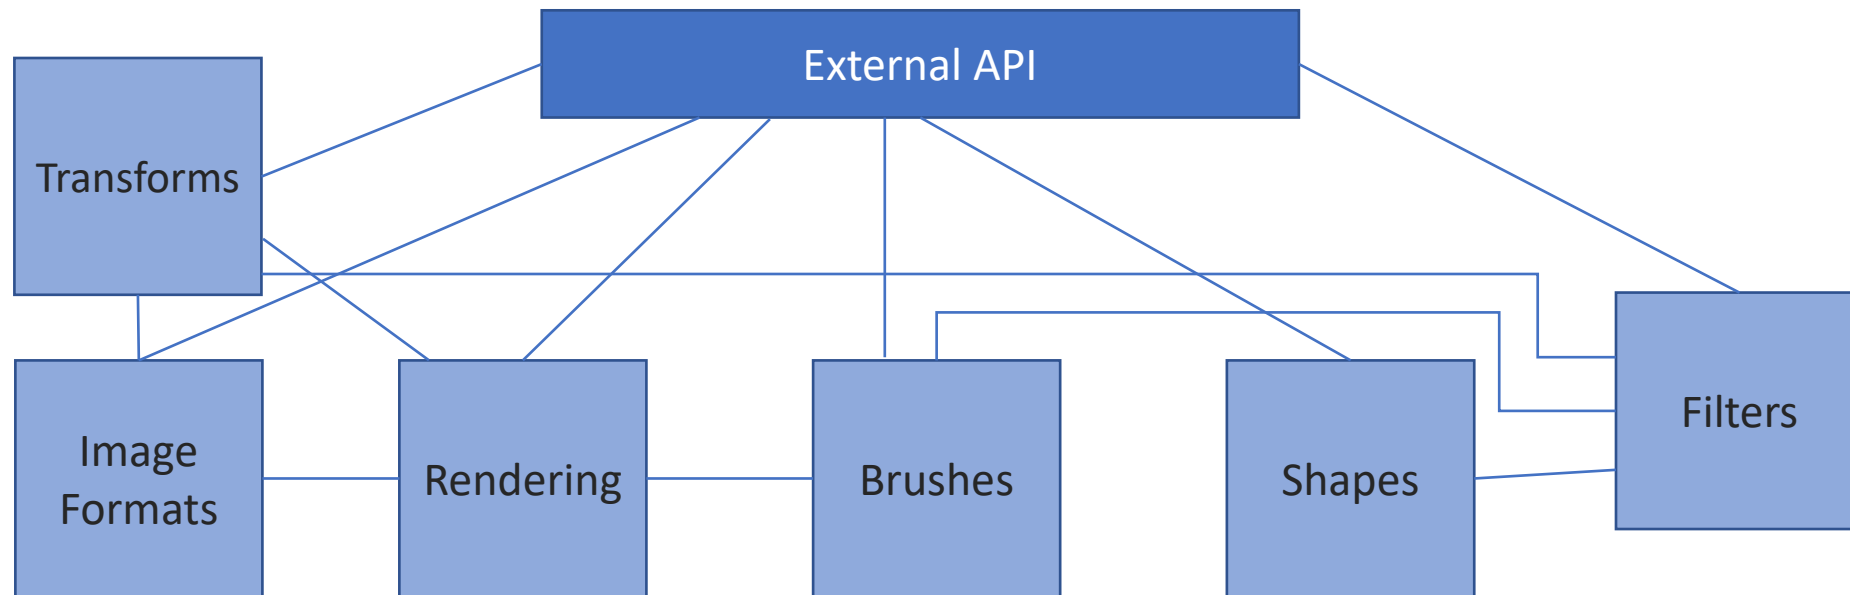 External API
Transforms
Image
Formats
Rendering
Brushes
Shapes
Filters